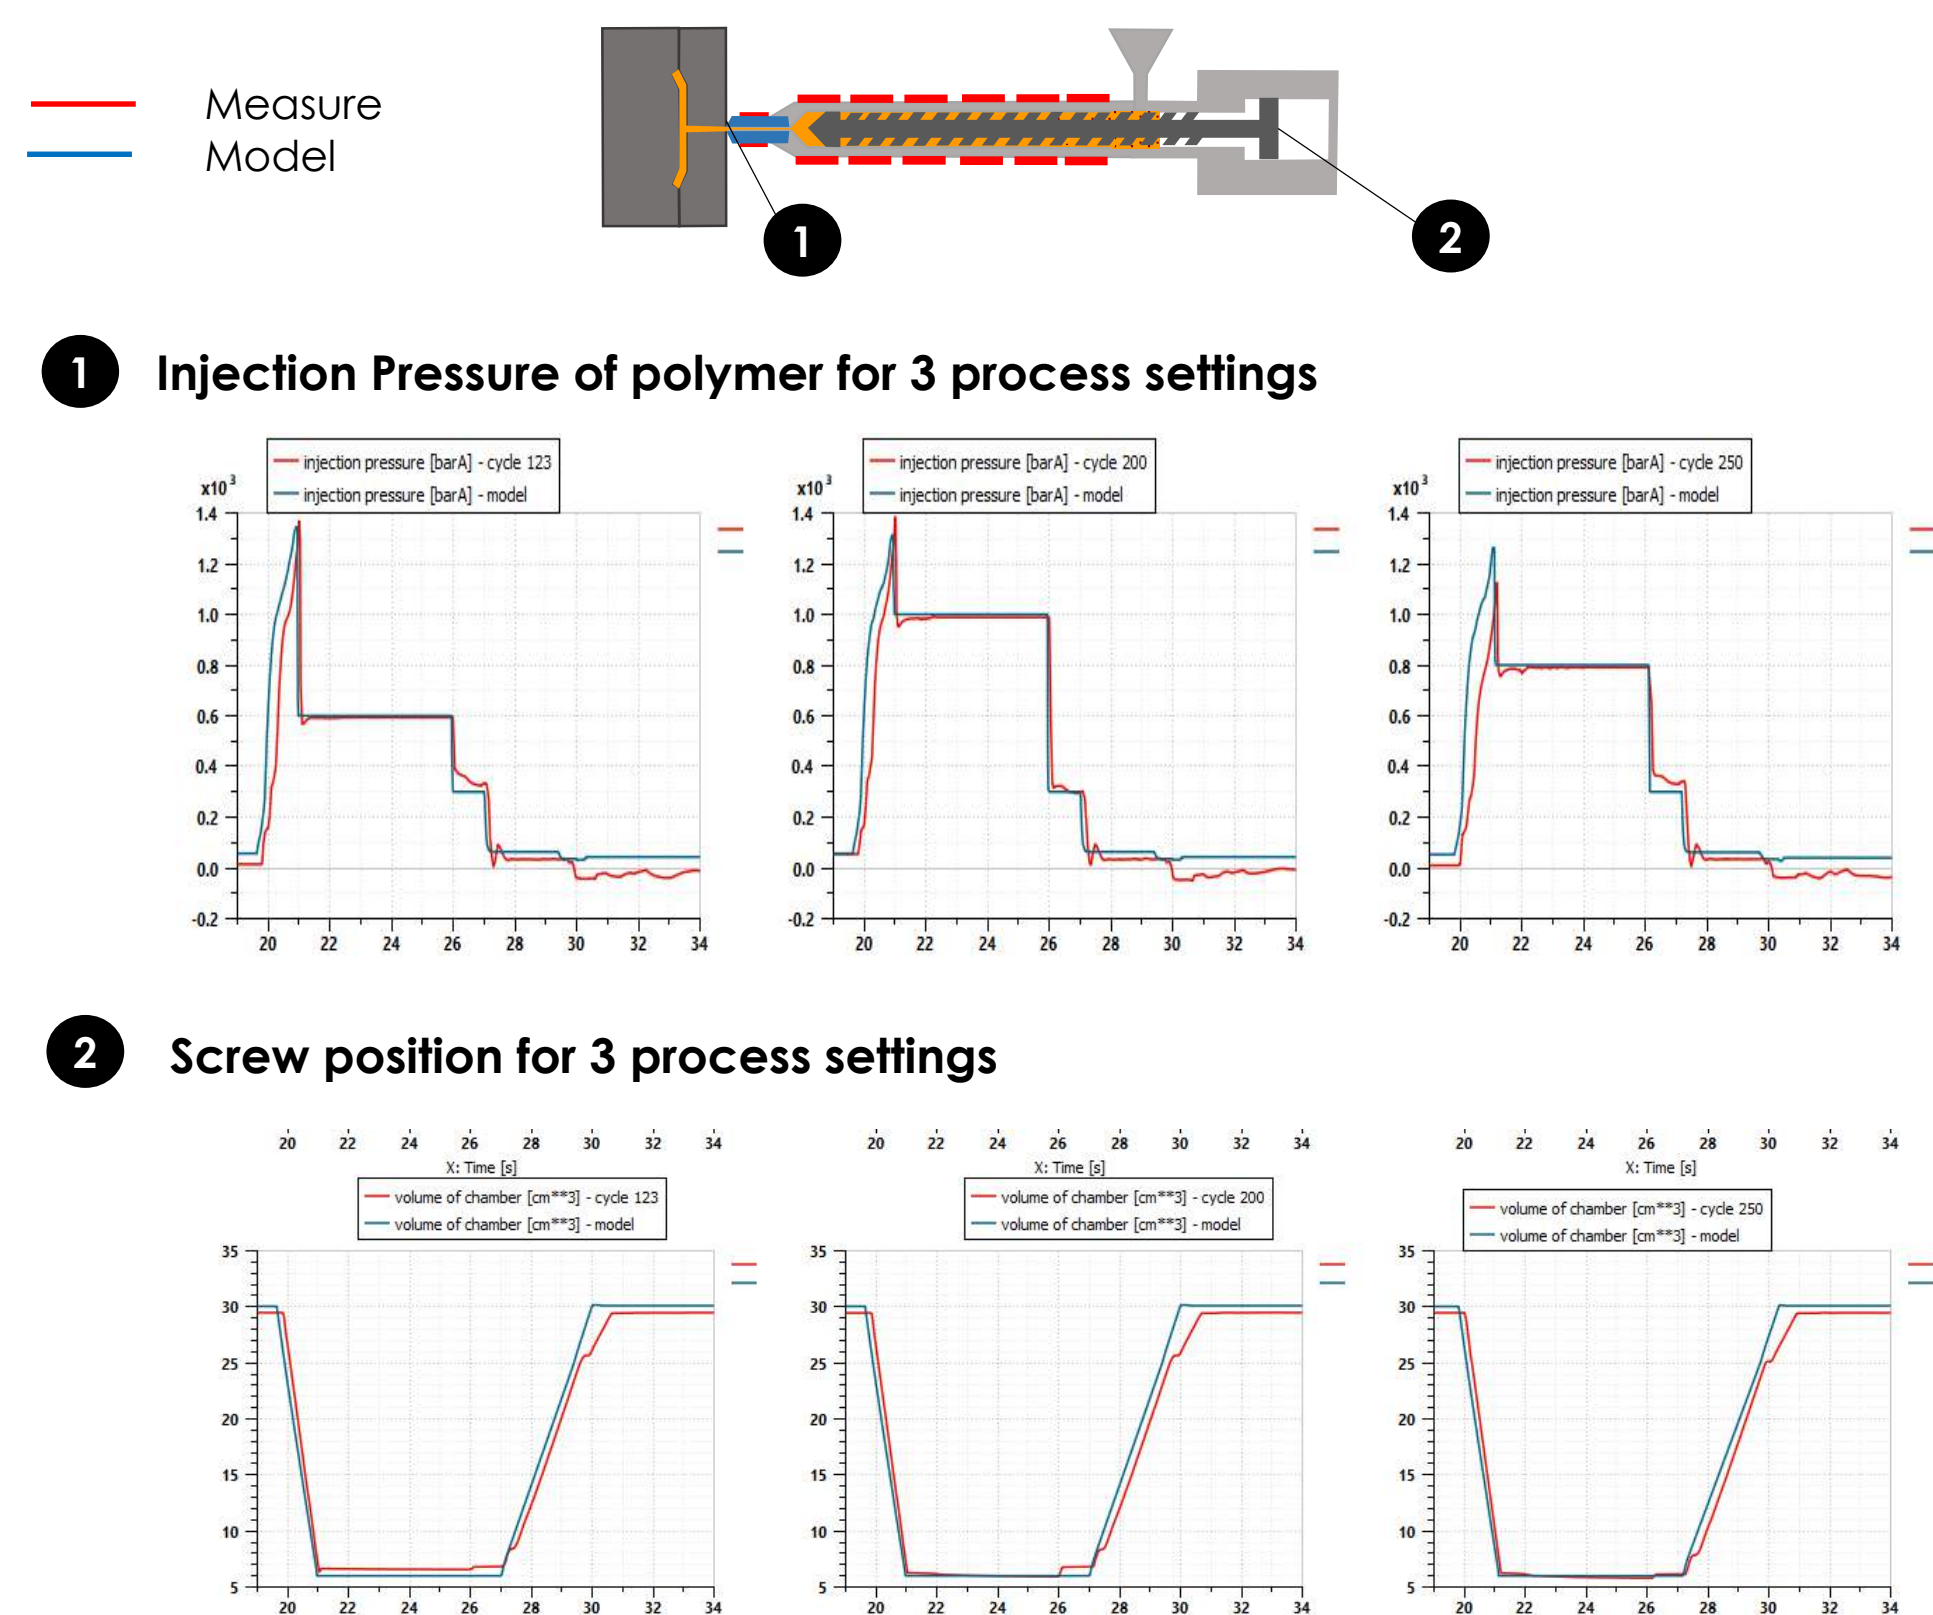 Measure
Model
1
2
1 Injection Pressure of polymer for 3 process settings
injection pressure [barA] - cycle 123
injection pressure [barA] - model
x10³
1.4
1.2
1.0
0.8
0.6
0.4
0.2
0.0
-0.2
20 22 24 26 28 30 32 34
injection pressure [barA] - cycle 200
injection pressure [barA] - model
x10³
1.4
1.2
1.0
0.8
0.6
0.4
0.2
0.0
-0.2
20 22 24 26 28 30 32 34
injection pressure [barA] - cycle 250
injection pressure [barA] - model
x10³
1.4
1.2
1.0
0.8
0.6
0.4
0.2
0.0
-0.2
20 22 24 26 28 30 32 34
2 Screw position for 3 process settings
20 22 24 26 28 30 32 34
X: Time [s]
volume of chamber [cm**3] - cycle 123
volume of chamber [cm**3] - model
35
30
25
20
15
10
5
20 22 24 26 28 30 32 34
20 22 24 26 28 30 32 34
X: Time [s]
volume of chamber [cm**3] - cycle 200
volume of chamber [cm**3] - model
35
30
25
20
15
10
5
20 22 24 26 28 30 32 34
20 22 24 26 28 30 32 34
X: Time [s]
volume of chamber [cm**3] - cycle 250
volume of chamber [cm**3] - model
35
30
25
20
15
10
5
20 22 24 26 28 30 32 34